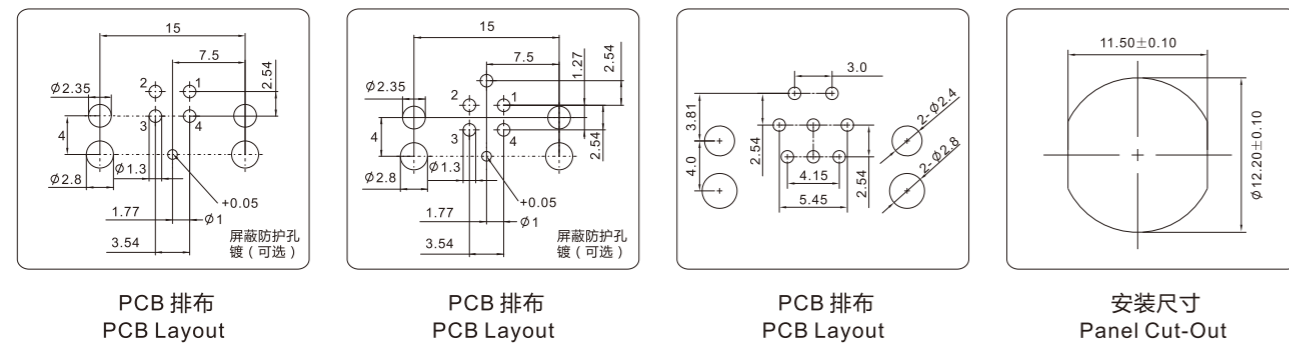 15
7.5
2.54
Ø2.35
2
1
4
3
4
Ø2.8
Ø1.3
+0.05
1.77
Ø1
3.54
屏蔽防护孔
镀（可选）
PCB 排布
PCB Layout
15
7.5
1.27
2.54
Ø2.35
2
1
4
3
4
2.54
Ø2.8
Ø1.3
+0.05
1.77
Ø1
3.54
屏蔽防护孔
镀（可选）
PCB 排布
PCB Layout
3.0
3.81
2-Ø2.4
2.54
4.0
2-Ø2.8
4.15
2.54
5.45
PCB 排布
PCB Layout
11.50±0.10
Ø12.20±0.10
安装尺寸
Panel Cut-Out